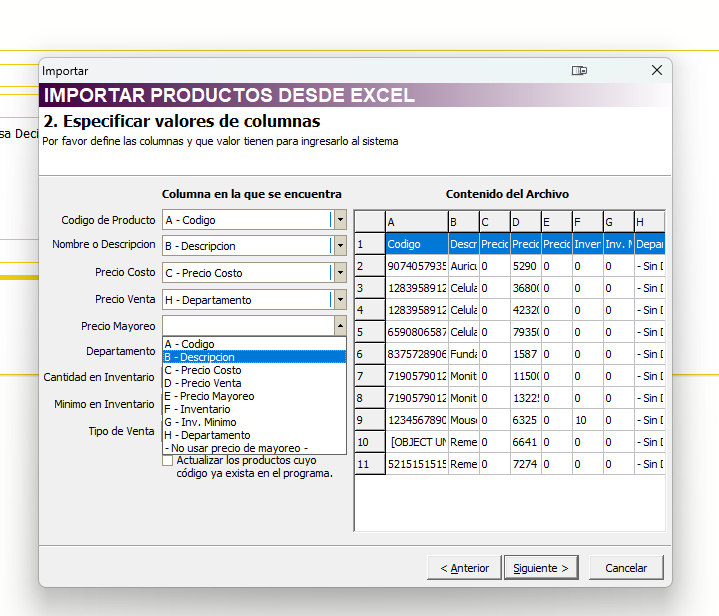 Importar
IMPORTAR PRODUCTOS DESDE EXCEL
2. Especificar valores de columnas
Por favor define las columnas y que valor tienen para ingresarlo al sistema
sa Deci
Columna en la que se encuentra
Codigo de Producto A - Codigo
Nombre o Descripcion B - Descripcion
Precio Costo C - Precio Costo
Precio Venta H - Departamento
Precio Mayoreo
Departamento
Cantidad en Inventario
Minimo en Inventario
Tipo de Venta
A - Codigo
B - Descripcion
C - Precio Costo
D - Precio Venta
E - Precio Mayoreo
F - Inventario
G - Inv. Minimo
H - Departamento
- No usar precio de mayoreo -
Actualizar los productos cuyo
código ya exista en el programa.
Contenido del Archivo
A B C D E F G H
1 Codigo Descr Precio Precio Precio Inver Inv. M Depar
2 9074057935 Auricu 0 5290 0 0 0 - Sin D
3 1283958912 Celula 0 36800 0 0 0 - Sin D
4 1283958912 Celula 0 42320 0 0 0 - Sin D
5 6590806587 Celula 0 79350 0 0 0 - Sin D
6 8375728906 Funda 0 1587 0 0 0 - Sin D
7 7190579012 Monit 0 11500 0 0 0 - Sin D
8 7190579012 Monit 0 13225 0 0 0 - Sin D
9 1234567890 Mouse 0 6325 0 10 0 - Sin D
10 [OBJECT UN Reme 0 6641 0 0 0 - Sin D
11 5215151515 Reme 0 7274 0 0 0 - Sin D
< Anterior
Siguiente >
Cancelar